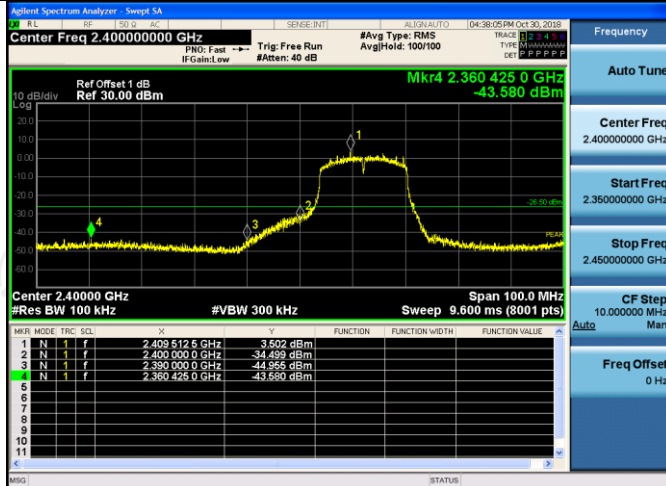 Agilent Spectrum Analyzer - Swept SA
LXI RL RF 50 Ω AC SENSE:INT ALIGNAUTO 04:38:05 PM Oct 30, 2018
Center Freq 2.400000000 GHz
PNO: Fast
IFGain:Low
Trig: Free Run
#Atten: 40 dB
#Avg Type: RMS
Avg|Hold: 100/100
TRACE 1 2 3 4 5 6
TYPE M
DET P P P P P P
Frequency
Auto Tune
Center Freq
2.400000000 GHz
Start Freq
2.350000000 GHz
Stop Freq
2.450000000 GHz
CF Step
10.000000 MHz
Auto Man
Freq Offset
0 Hz
Mkr4 2.360 425 0 GHz
-43.580 dBm
Ref Offset 1 dB
10 dB/div Ref 30.00 dBm
Log
20.0
10.0
0.00
-10.0
-20.0
-30.0
-40.0
-50.0
-60.0
1
2
3
4
-26.50 dBm
PEAK
Center 2.40000 GHz Span 100.0 MHz
#Res BW 100 kHz #VBW 300 kHz Sweep 9.600 ms (8001 pts)
MKR MODE TRC SCL X Y FUNCTION FUNCTION WIDTH FUNCTION VALUE
1 N 1 f 2.409 512 5 GHz 3.502 dBm
2 N 1 f 2.400 000 0 GHz -34.499 dBm
3 N 1 f 2.390 000 0 GHz -44.955 dBm
4 N 1 f 2.360 425 0 GHz -43.580 dBm
5
6
7
8
9
10
11
MSG STATUS